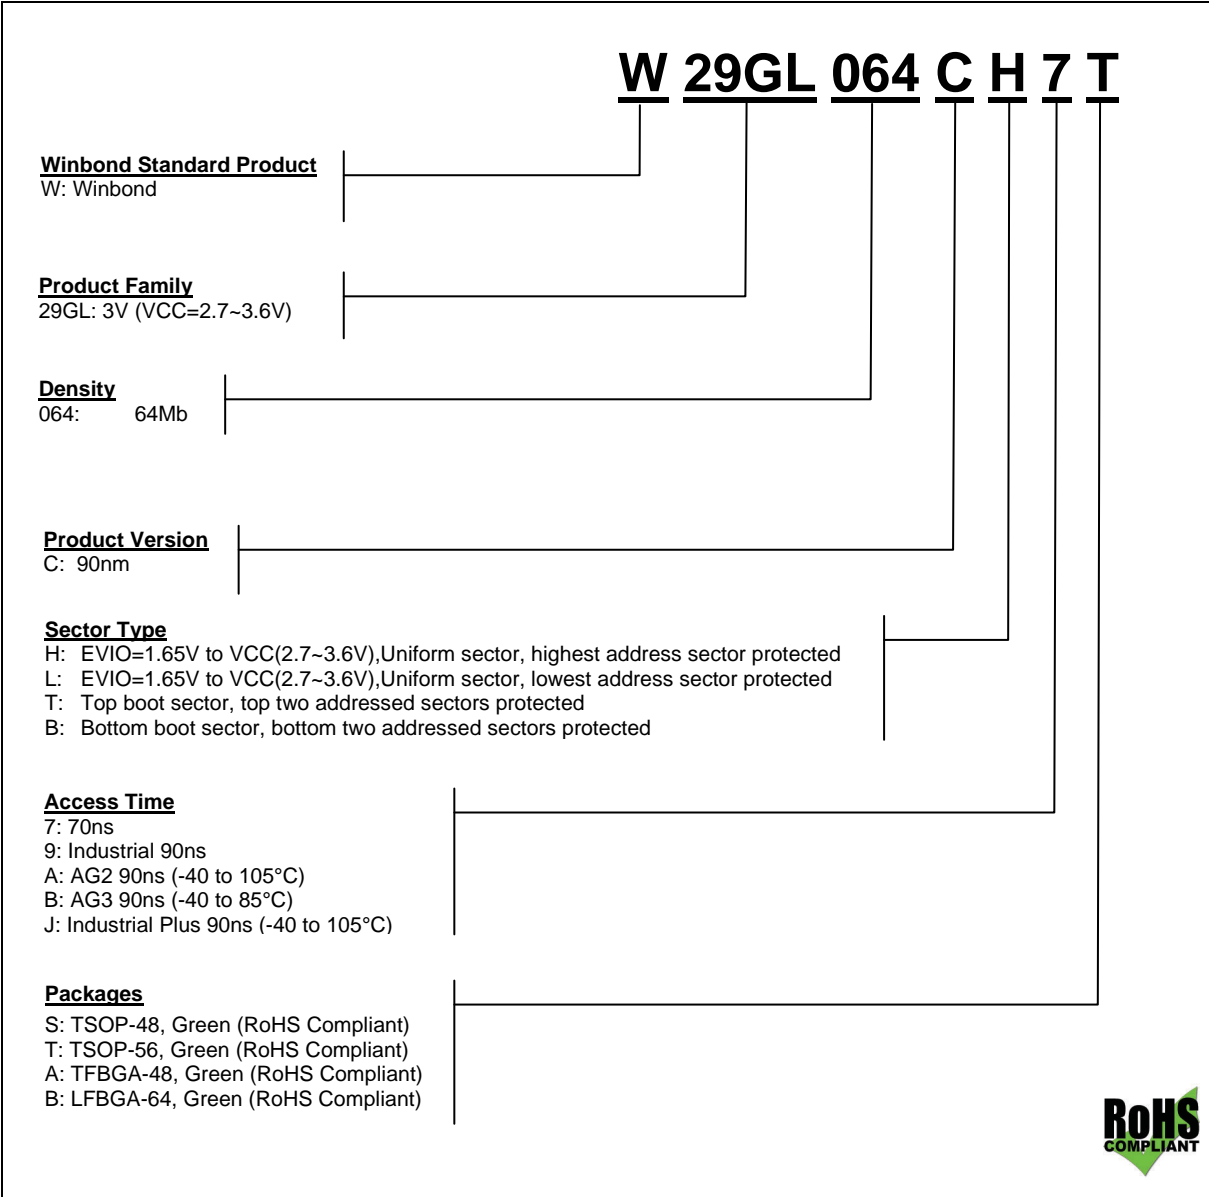 W 29GL 064 C H 7 T
Winbond Standard Product
W: Winbond
Product Family
29GL: 3V (VCC=2.7~3.6V)
Density
064: 64Mb
Product Version
C: 90nm
Sector Type
H: EVIO=1.65V to VCC(2.7~3.6V),Uniform sector, highest address sector protected
L: EVIO=1.65V to VCC(2.7~3.6V),Uniform sector, lowest address sector protected
T: Top boot sector, top two addressed sectors protected
B: Bottom boot sector, bottom two addressed sectors protected
Access Time
7: 70ns
9: Industrial 90ns
A: AG2 90ns (-40 to 105°C)
B: AG3 90ns (-40 to 85°C)
J: Industrial Plus 90ns (-40 to 105°C)
Packages
S: TSOP-48, Green (RoHS Compliant)
T: TSOP-56, Green (RoHS Compliant)
A: TFBGA-48, Green (RoHS Compliant)
B: LFBGA-64, Green (RoHS Compliant)
RoHS
COMPLIANT